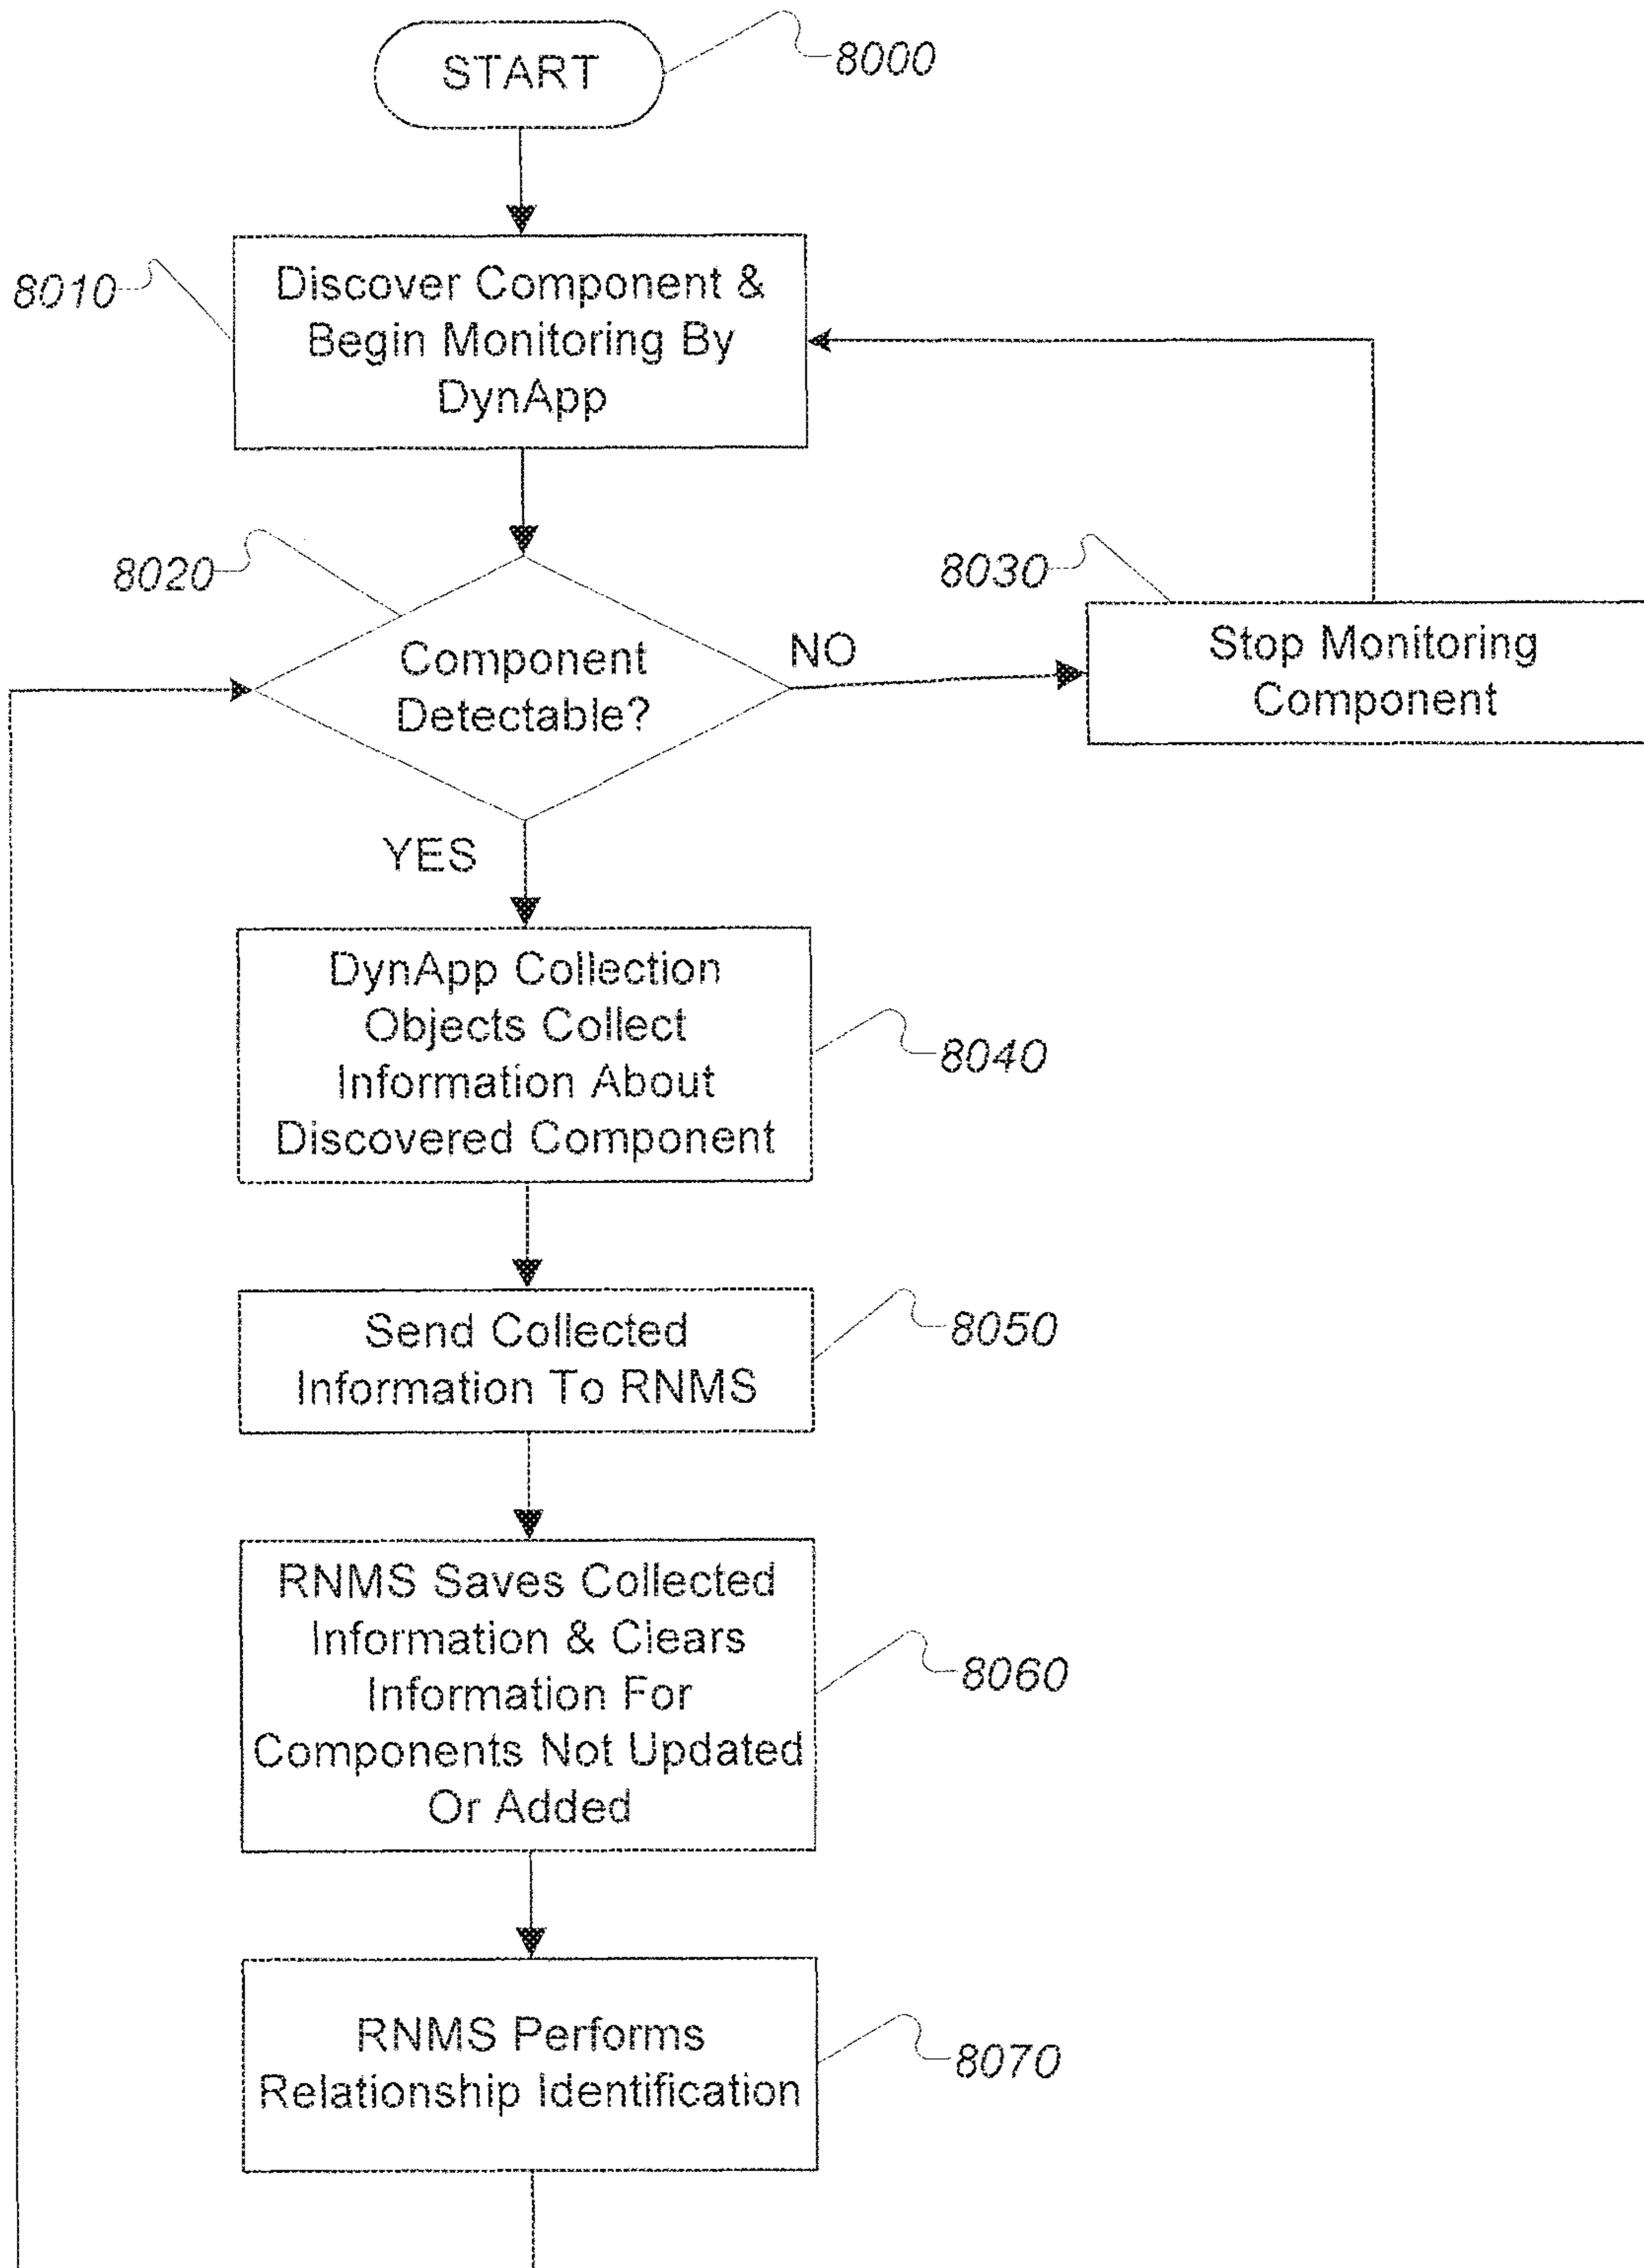 START
8000
8010
Discover Component &
Begin Monitoring By
DynApp
8020
Component
Detectable?
NO
8030
Stop Monitoring
Component
YES
DynApp Collection
Objects Collect
Information About
Discovered Component
8040
Send Collected
Information To RNMS
8050
RNMS Saves Collected
Information & Clears
Information For
Components Not Updated
Or Added
8060
RNMS Performs
Relationship Identification
8070